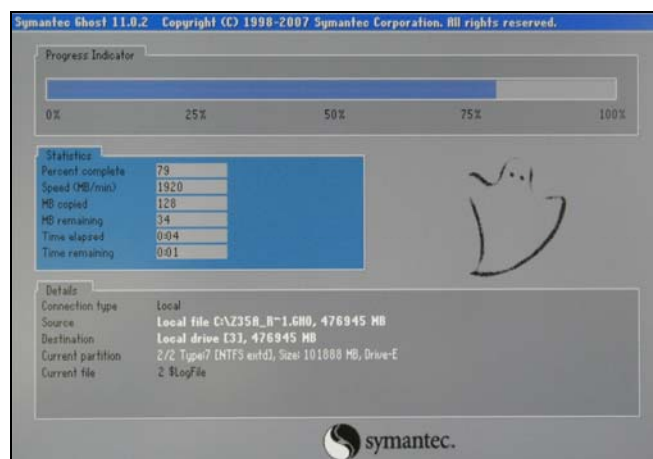 Symantec Ghost 11.0.2 Copyright (C) 1998-2007 Symantec Corporation. All rights reserved.
Progress Indicator
0% 25% 50% 75% 100%
Statistics
Percent complete 79
Speed (MB/min) 1920
MB copied 128
MB remaining 34
Time elapsed 0:04
Time remaining 0:01
Details
Connection type Local
Source Local file C:\Z35A_R~1.GHO, 476945 MB
Destination Local drive [3], 476945 MB
Current partition 2/2 Type:7 [NTFS extd], Size: 101888 MB, Drive-E
Current file 2 $LogFile
symantec.